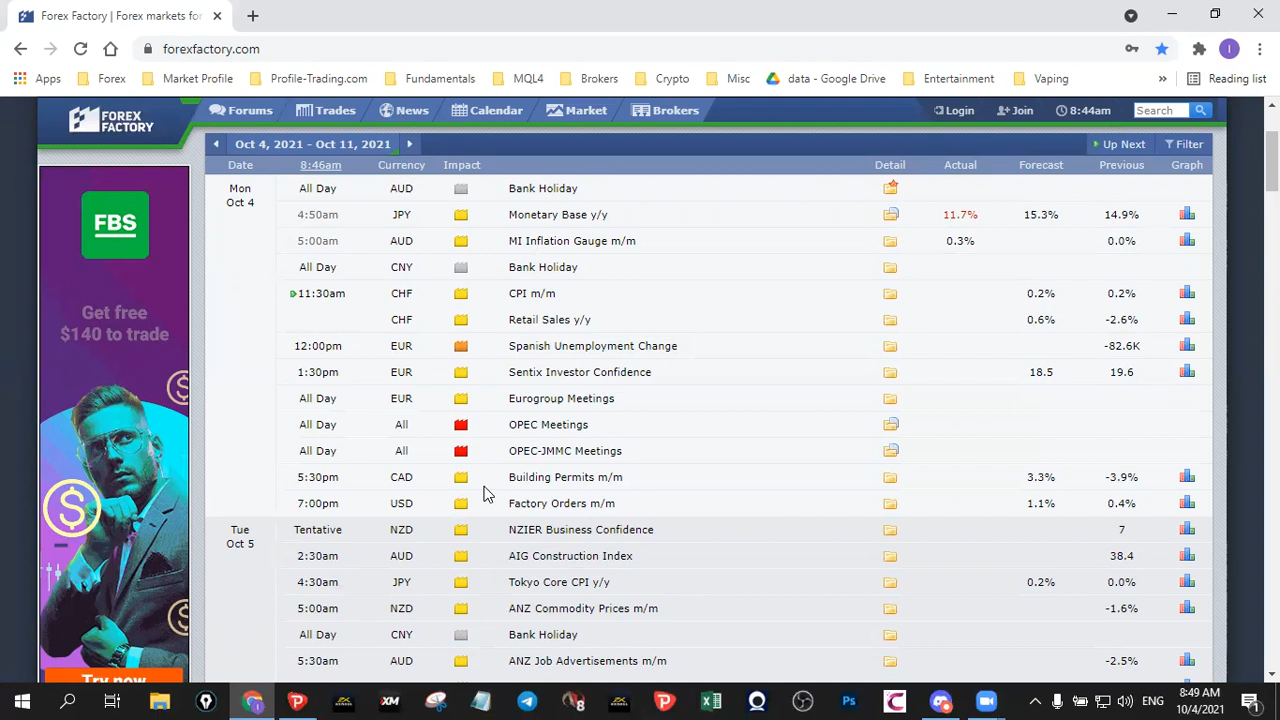 Forex Factory | Forex markets for
forexfactory.com
Apps Forex Market Profile Profile-Trading.com Fundamentals MQL4 Brokers Crypto Misc data - Google Drive Entertainment Vaping » Reading list
FOREX FACTORY Forums Trades News Calendar Market Brokers Login Join 8:44am Search
Oct 4, 2021 - Oct 11, 2021 Up Next Filter
Date 8:46am Currency Impact Detail Actual Forecast Previous Graph
Mon Oct 4 All Day AUD Bank Holiday
4:50am JPY Monetary Base y/y 11.7% 15.3% 14.9%
5:00am AUD MI Inflation Gauge m/m 0.3% 0.0%
All Day CNY Bank Holiday
11:30am CHF CPI m/m 0.2% 0.2%
CHF Retail Sales y/y 0.6% -2.6%
12:00pm EUR Spanish Unemployment Change -82.6K
1:30pm EUR Sentix Investor Confidence 18.5 19.6
All Day EUR Eurogroup Meetings
All Day All OPEC Meetings
All Day All OPEC-JMMC Meetings
5:30pm CAD Building Permits m/m 3.3% -3.9%
7:00pm USD Factory Orders m/m 1.1% 0.4%
Tue Oct 5 Tentative NZD NZIER Business Confidence 7
2:30am AUD AIG Construction Index 38.4
4:30am JPY Tokyo Core CPI y/y 0.2% 0.0%
5:00am NZD ANZ Commodity Prices m/m -1.6%
All Day CNY Bank Holiday
5:30am AUD ANZ Job Advertisements m/m -2.5%
FBS
Get free
$140 to trade
Try now
XM
ENG
8:49 AM
10/4/2021